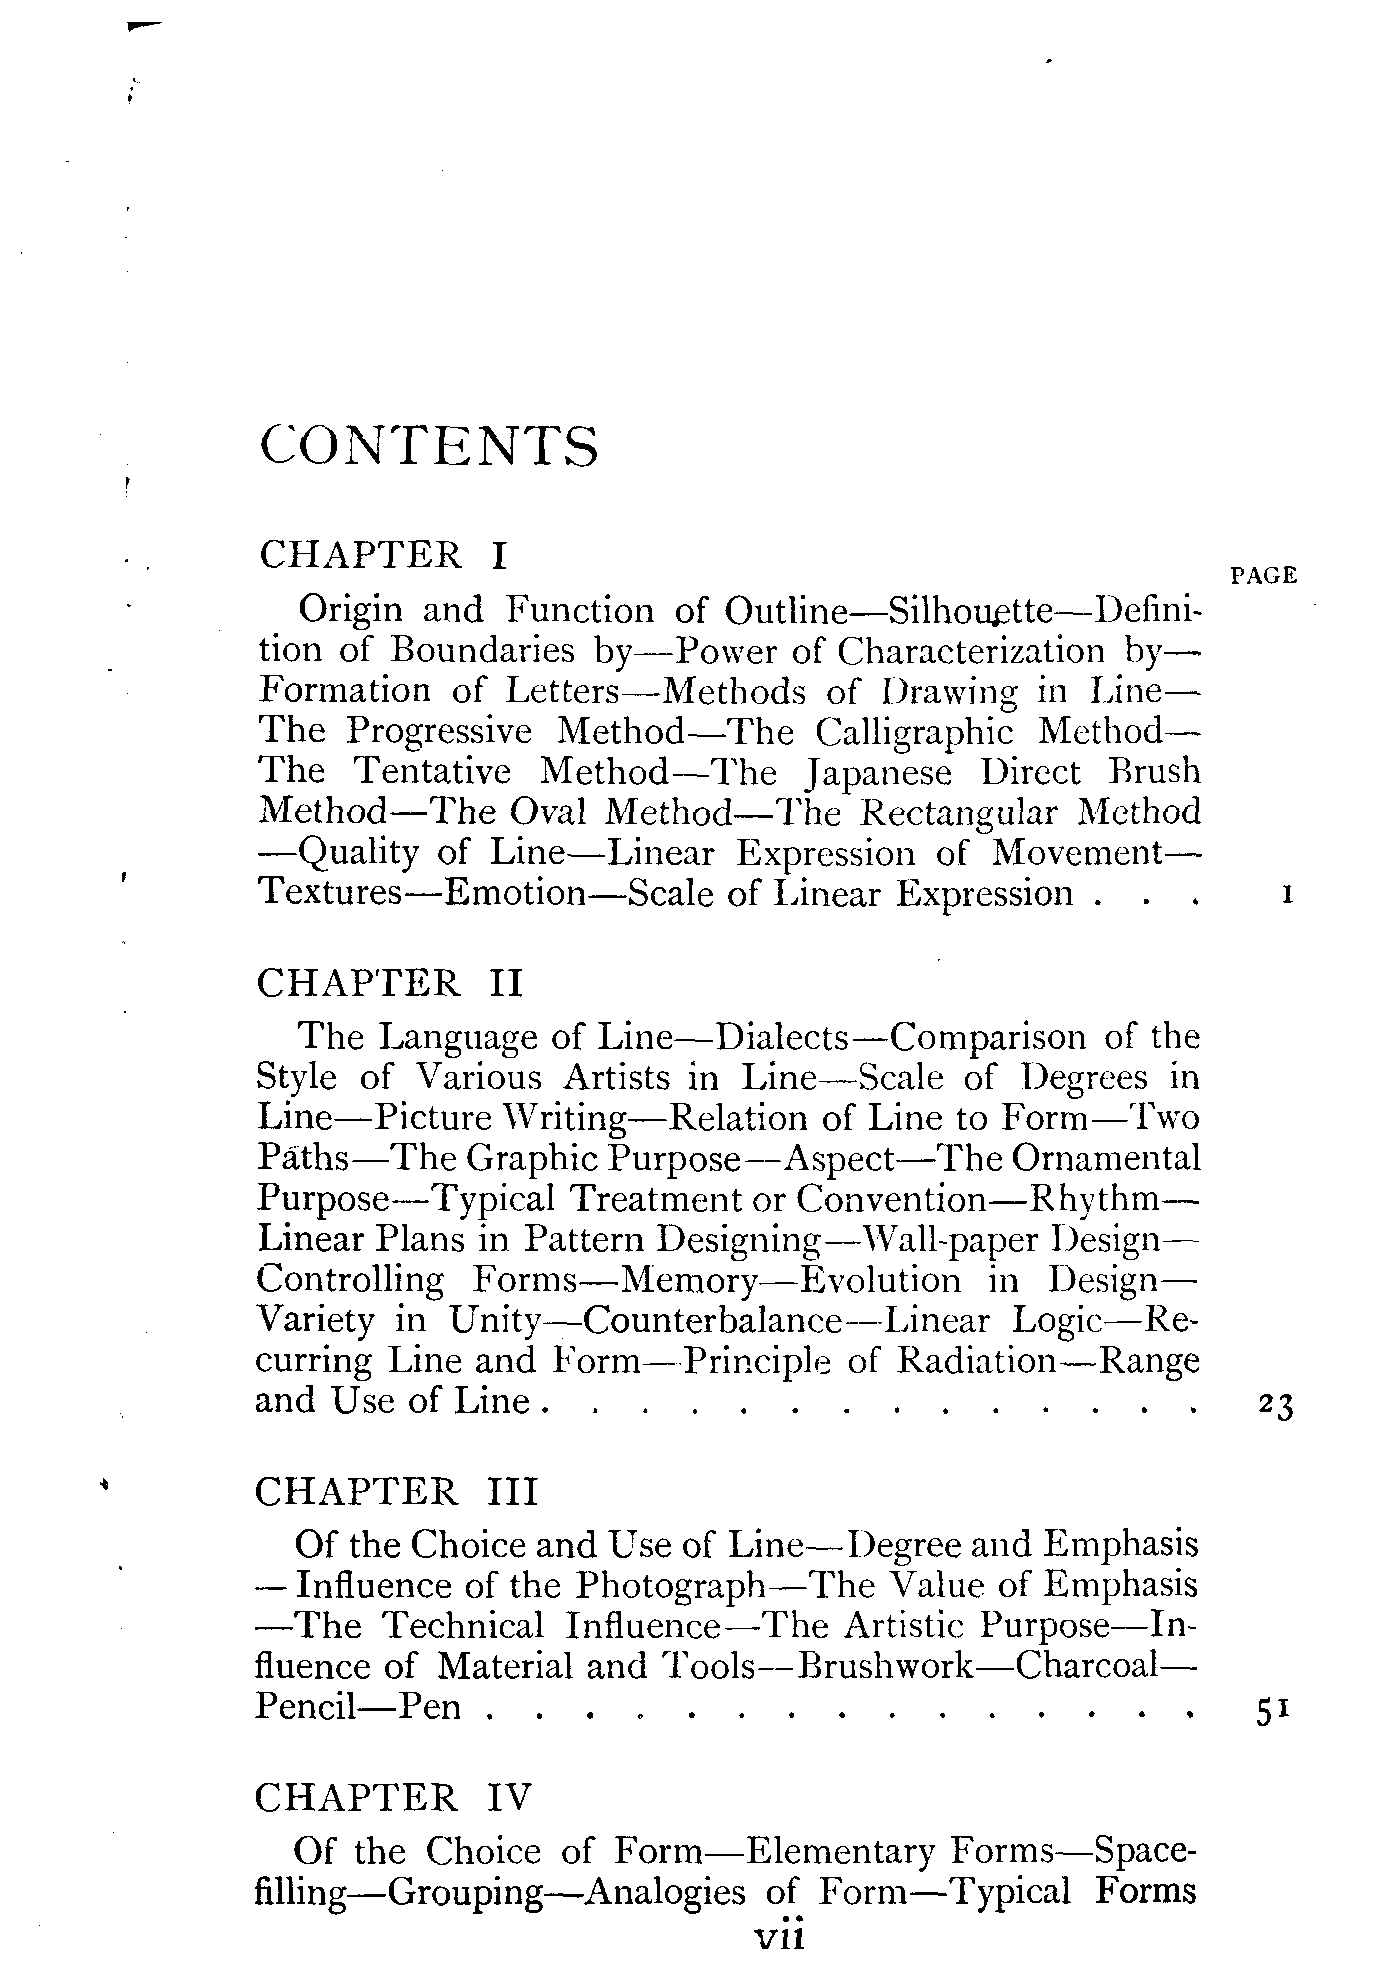 CONTENTS
CHAPTER I
PAGE
Origin and Function of Outline—Silhouette—Defini-
tion of Boundaries by—Power of Characterization by—
Formation of Letters—Methods of Drawing in Line—
The Progressive Method—The Calligraphic Method—
The Tentative Method—The Japanese Direct Brush
Method—The Oval Method—The Rectangular Method
—Quality of Line—Linear Expression of Movement—
Textures—Emotion—Scale of Linear Expression . . . 1
CHAPTER II
The Language of Line—Dialects—Comparison of the
Style of Various Artists in Line—Scale of Degrees in
Line—Picture Writing—Relation of Line to Form—Two
Paths—The Graphic Purpose—Aspect—The Ornamental
Purpose—Typical Treatment or Convention—Rhythm—
Linear Plans in Pattern Designing—Wall-paper Design—
Controlling Forms—Memory—Evolution in Design—
Variety in Unity—Counterbalance—Linear Logic—Re-
curring Line and Form—Principle of Radiation—Range
and Use of Line . . . . . . . . . . . . . . 23
CHAPTER III
Of the Choice and Use of Line—Degree and Emphasis
—Influence of the Photograph—The Value of Emphasis
—The Technical Influence—The Artistic Purpose—In-
fluence of Material and Tools—Brushwork—Charcoal—
Pencil—Pen . . . . . . . . . . . . . . . 51
CHAPTER IV
Of the Choice of Form—Elementary Forms—Space-
filling—Grouping—Analogies of Form—Typical Forms
vii